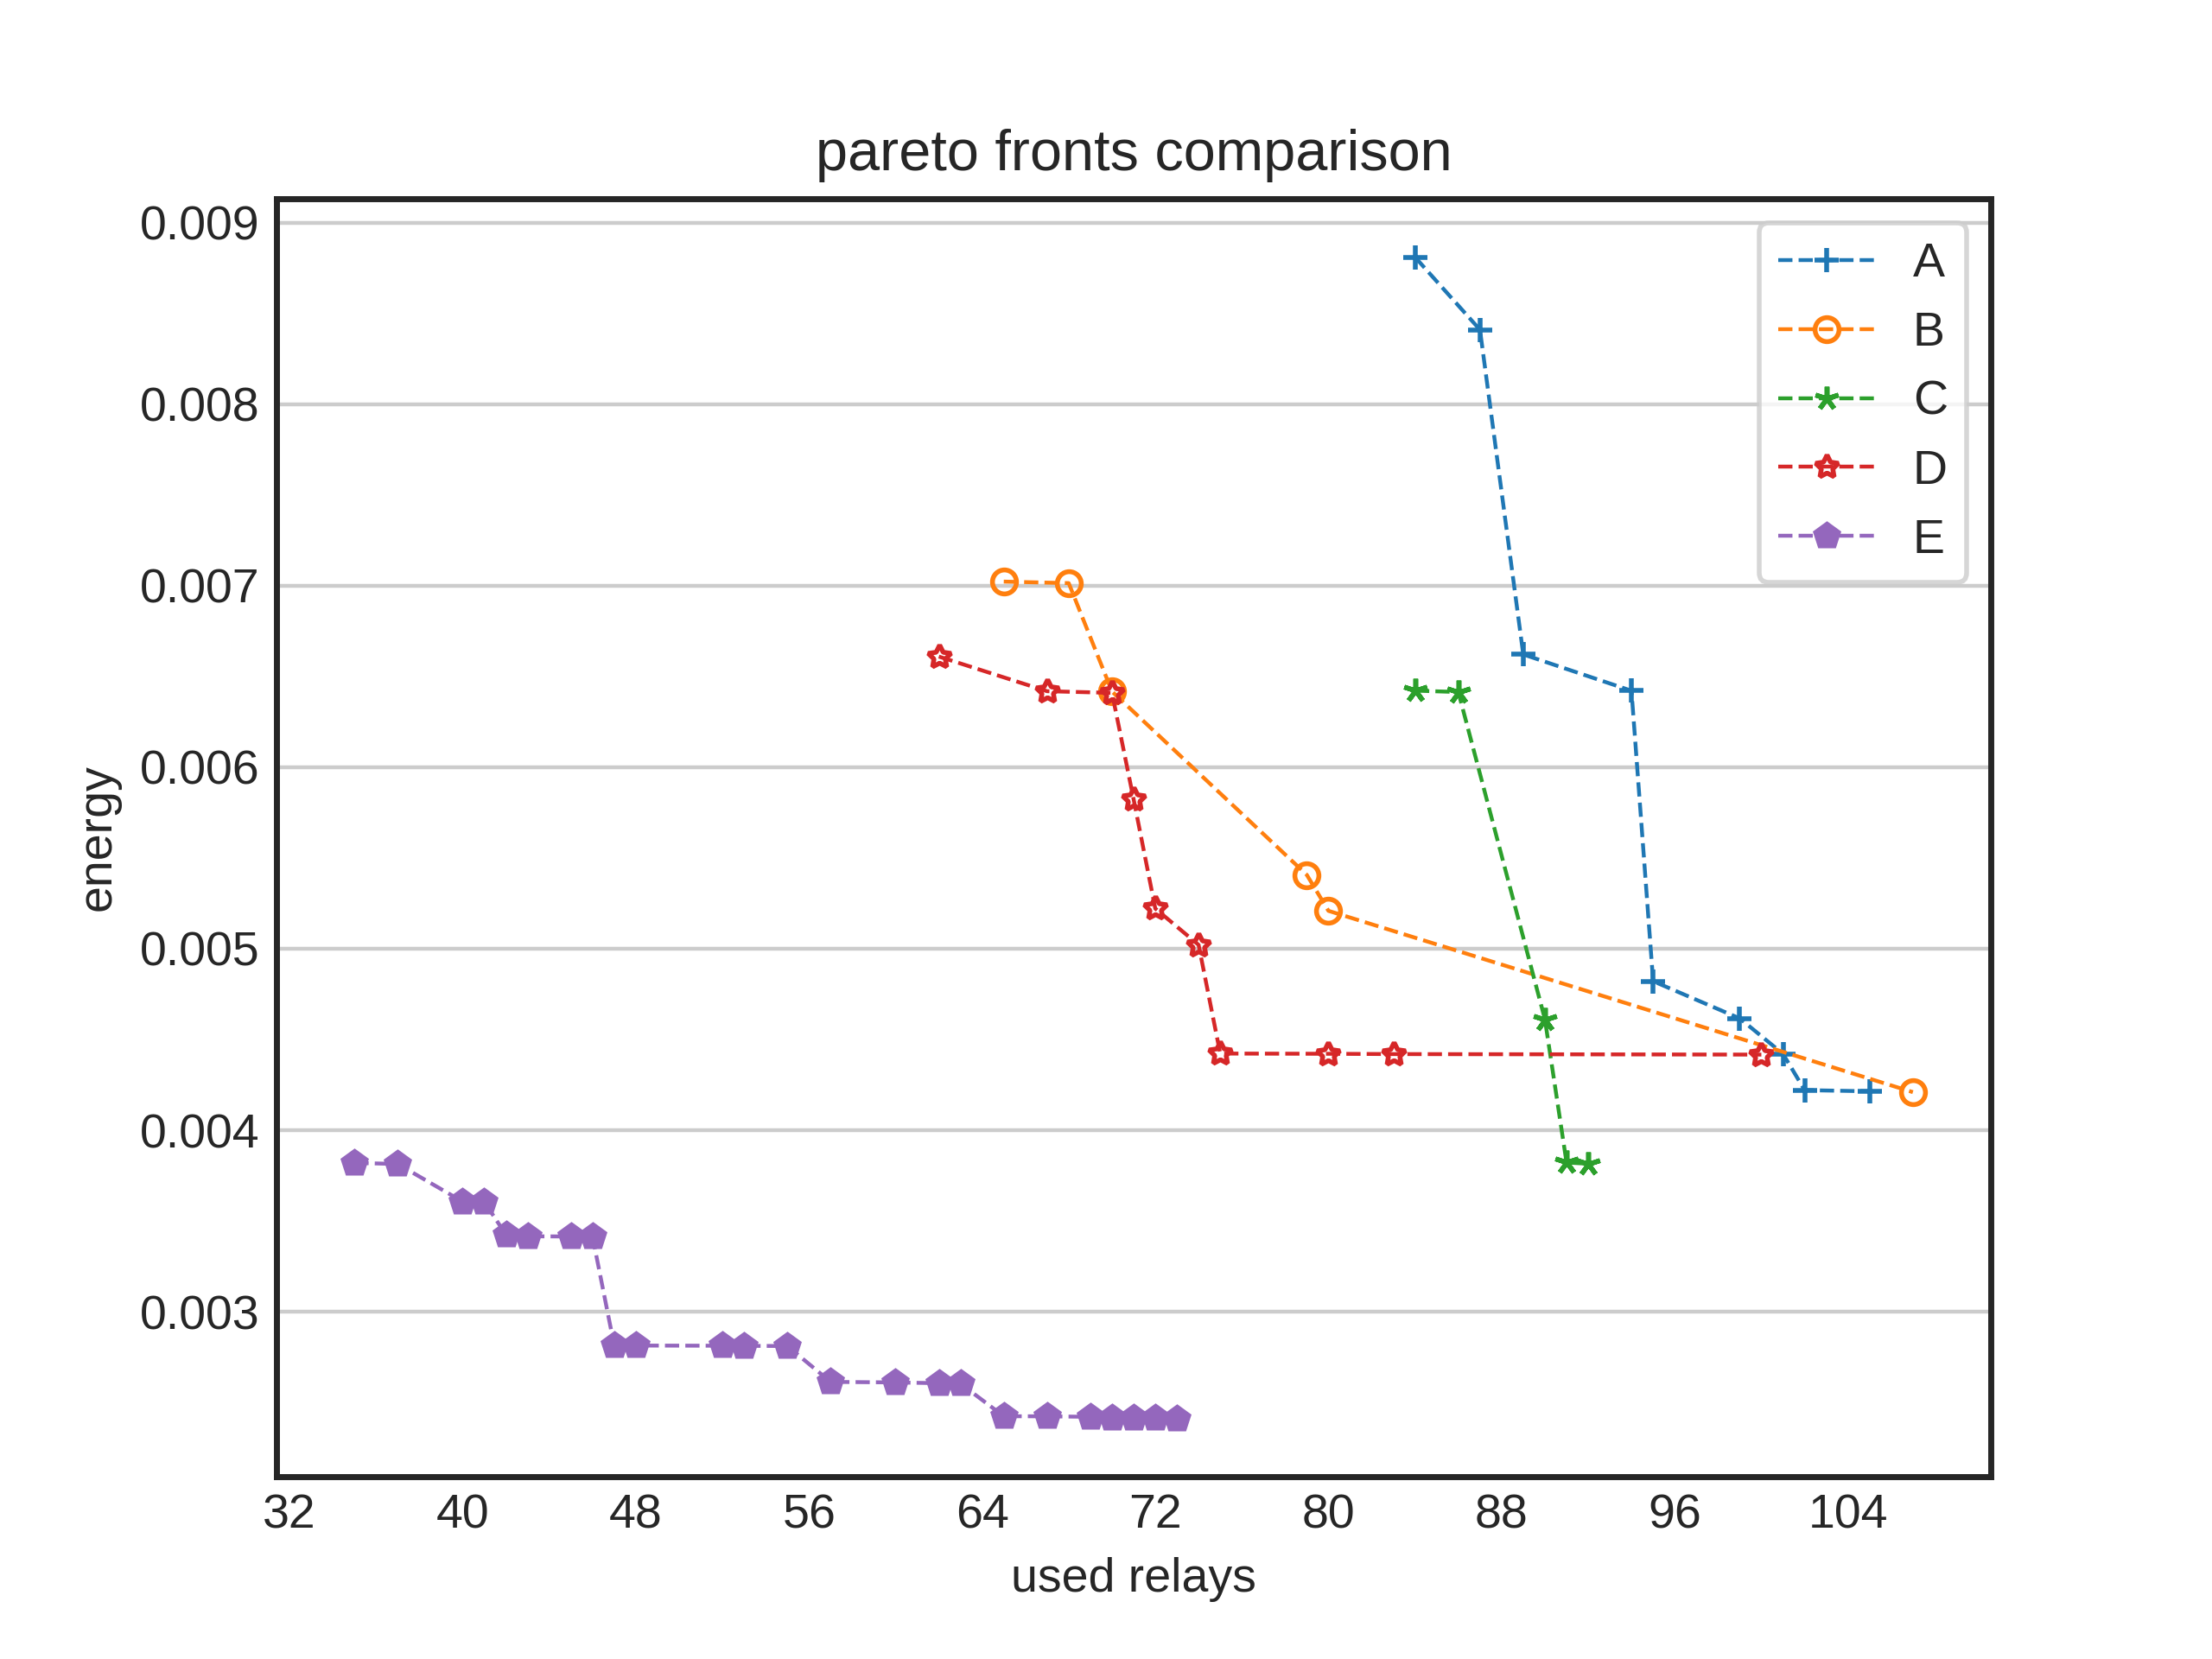 pareto fronts comparison
0.009
0.008
0.007
0.006
0.005
0.004
0.003
energy
A
B
C
D
E
32 40 48 56 64 72 80 88 96 104
used relays